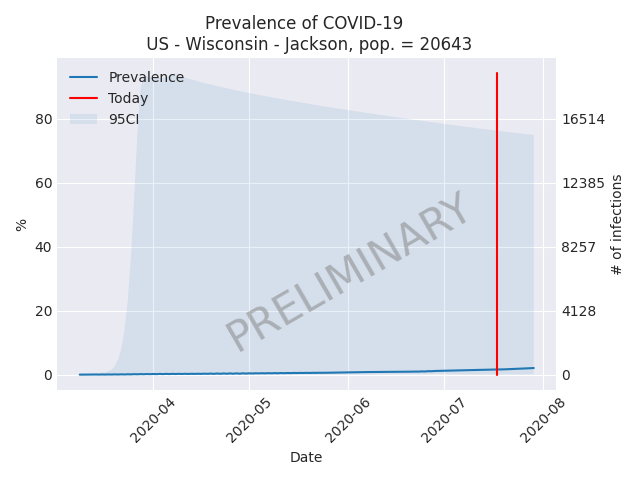 Prevalence of COVID-19
US - Wisconsin - Jackson, pop. = 20643
Prevalence
Today
95CI
%
80
60
40
20
0
16514
12385
8257
4128
0
# of infections
PRELIMINARY
2020-04
2020-05
2020-06
2020-07
2020-08
Date